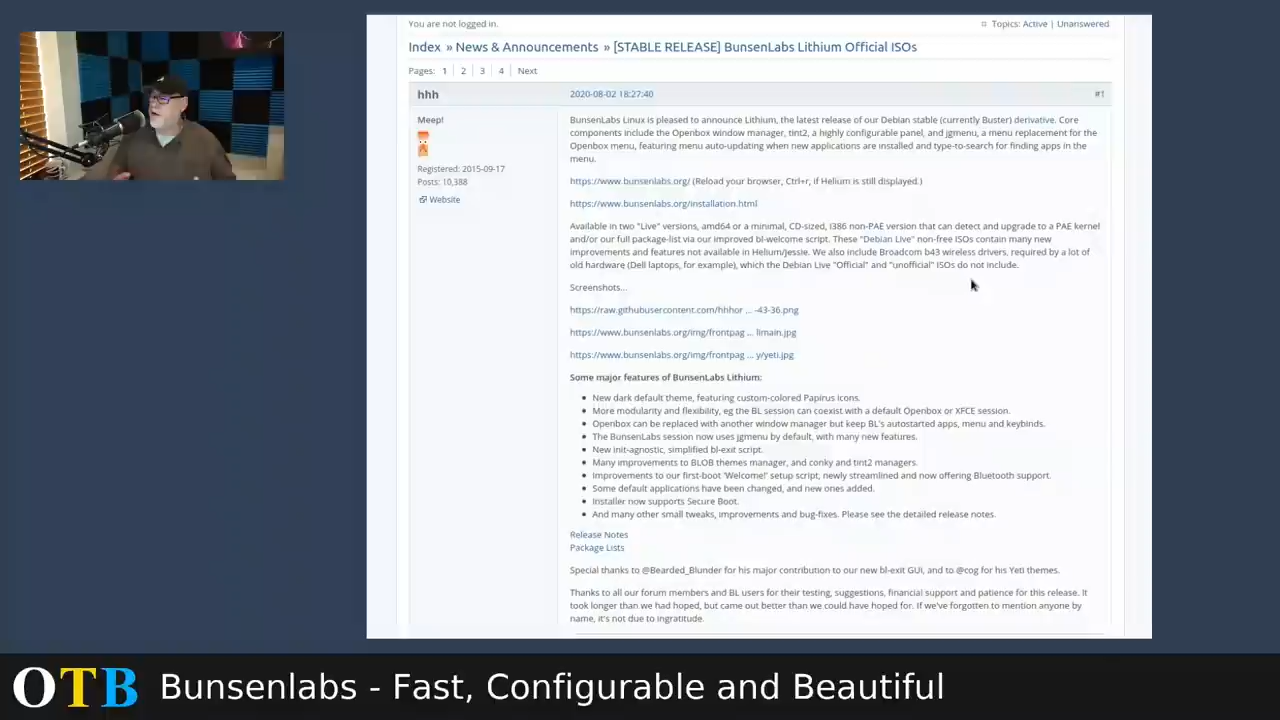 You are not logged in.
Topics: Active | Unanswered
Index » News & Announcements » [STABLE RELEASE] BunsenLabs Lithium Official ISOs
Pages: 1 2 3 4 Next
hhh
2020-08-02 18:27:40
#1
Meep!
Registered: 2015-09-17
Posts: 10,388
Website
BunsenLabs Linux is pleased to announce Lithium, the latest release of our Debian stable (currently Buster) derivative. Core
components include the Openbox window manager, tint2, a highly configurable panel, and jgmenu, a menu replacement for the
Openbox menu, featuring menu auto-updating when new applications are installed and type-to-search for finding apps in the
menu.
https://www.bunsenlabs.org/ (Reload your browser, Ctrl+r, if Helium is still displayed.)
https://www.bunsenlabs.org/installation.html
Available in two "Live" versions, amd64 or a minimal, CD-sized, i386 non-PAE version that can detect and upgrade to a PAE kernel
and/or our full package-list via our improved bl-welcome script. These "Debian Live" non-free ISOs contain many new
improvements and features not available in Helium/Jessie. We also include Broadcom b43 wireless drivers, required by a lot of
old hardware (Dell laptops, for example), which the Debian Live "Official" and "unofficial" ISOs do not include.
Screenshots...
https://raw.githubusercontent.com/hhhor ... -43-36.png
https://www.bunsenlabs.org/img/frontpag ... limain.jpg
https://www.bunsenlabs.org/img/frontpag ... y/yeti.jpg
Some major features of BunsenLabs Lithium:
• New dark default theme, featuring custom-colored Papirus icons.
• More modularity and flexibility, eg the BL session can coexist with a default Openbox or XFCE session.
• Openbox can be replaced with another window manager but keep BL's autostarted apps, menu and keybinds.
• The BunsenLabs session now uses jgmenu by default, with many new features.
• New init-agnostic, simplified bl-exit script.
• Many improvements to BLOB themes manager, and conky and tint2 managers.
• Improvements to our first-boot 'Welcome!' setup script, newly streamlined and now offering Bluetooth support.
• Some default applications have been changed, and new ones added.
• Installer now supports Secure Boot.
• And many other small tweaks, improvements and bug-fixes. Please see the detailed release notes.
Release Notes
Package Lists
Special thanks to @Bearded_Blunder for his major contribution to our new bl-exit GUI, and to @cog for his Yeti themes.
Thanks to all our forum members and BL users for their testing, suggestions, financial support and patience for this release. It
took longer than we had hoped, but came out better than we could have hoped for. If we've forgotten to mention anyone by
name, it's not due to ingratitude.
OTB Bunsenlabs - Fast, Configurable and Beautiful